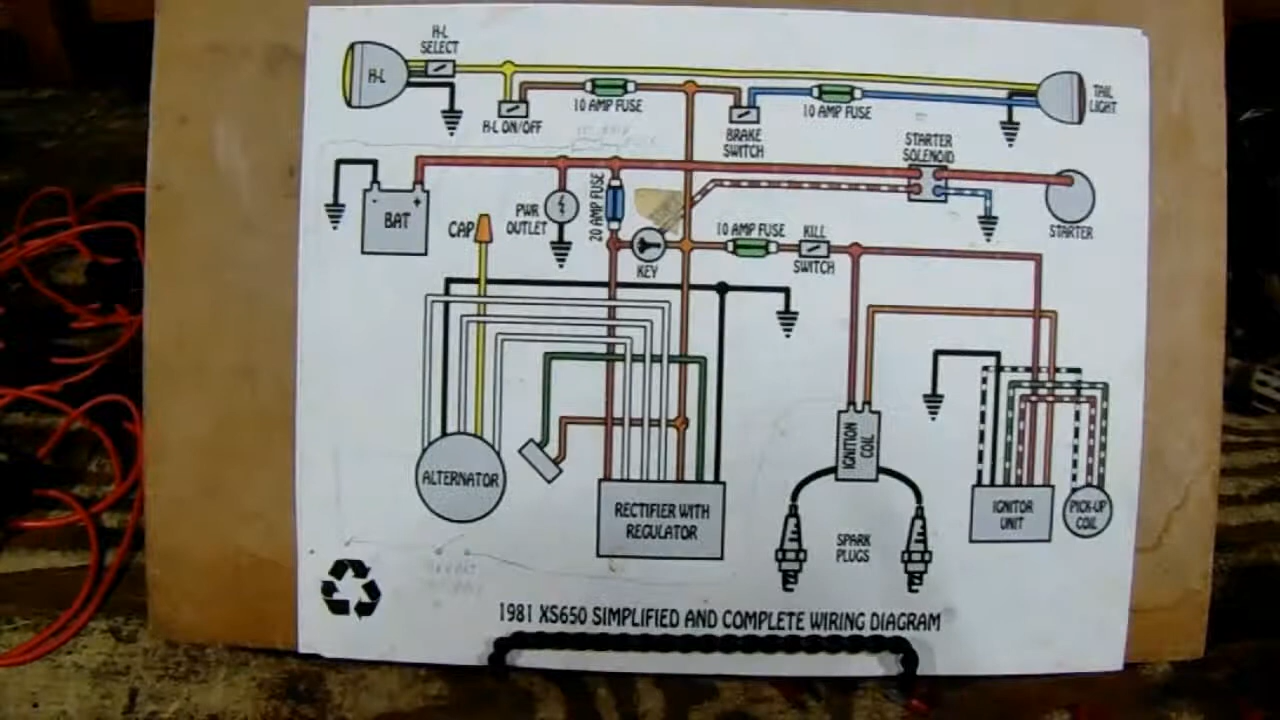 H-L
SELECT
H-L
10 AMP FUSE
H-L ON/OFF
BRAKE
SWITCH
10 AMP FUSE
TAIL
LIGHT
STARTER
SOLENOID
-
+
BAT
CAP
PWR
OUTLET
20 AMP FUSE
KEY
10 AMP FUSE
KILL
SWITCH
STARTER
ALTERNATOR
RECTIFIER WITH
REGULATOR
IGNITION
COIL
SPARK
PLUGS
IGNITOR
UNIT
PICK-UP
COIL
1981 XS650 SIMPLIFIED AND COMPLETE WIRING DIAGRAM